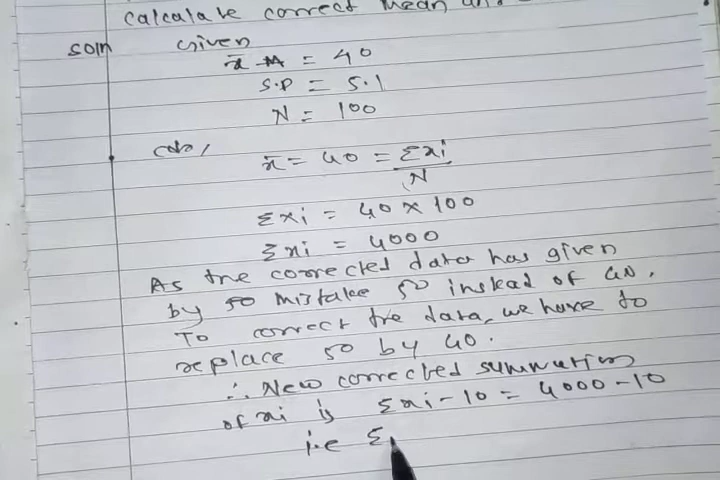 calculate correct mean
soln Given
x̄ = 40
S.D = 5.1
N = 100
x̄ = 40 = Σxi / N
Σxi = 40 × 100
Σxi = 4000
As the corrected data has given
by mistake 50 instead of 40.
To correct the data, we have to
replace 50 by 40.
∴ New corrected summation
of xi is Σxi - 10 = 4000 - 10
i.e Σ